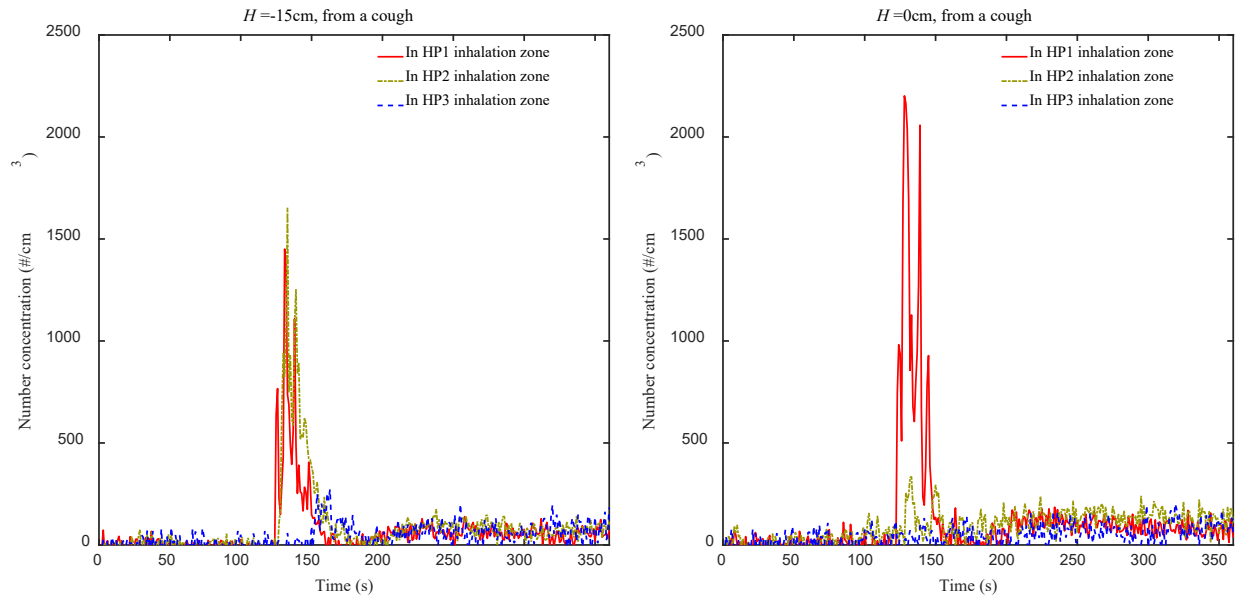 H =-15cm, from a cough
2500
2000
1500
1000
500
0
Number concentration (#/cm
3
)
In HP1 inhalation zone
In HP2 inhalation zone
In HP3 inhalation zone
0 50 100 150 200 250 300 350
Time (s)
H =0cm, from a cough
2500
2000
1500
1000
500
0
Number concentration (#/cm
3
)
In HP1 inhalation zone
In HP2 inhalation zone
In HP3 inhalation zone
0 50 100 150 200 250 300 350
Time (s)